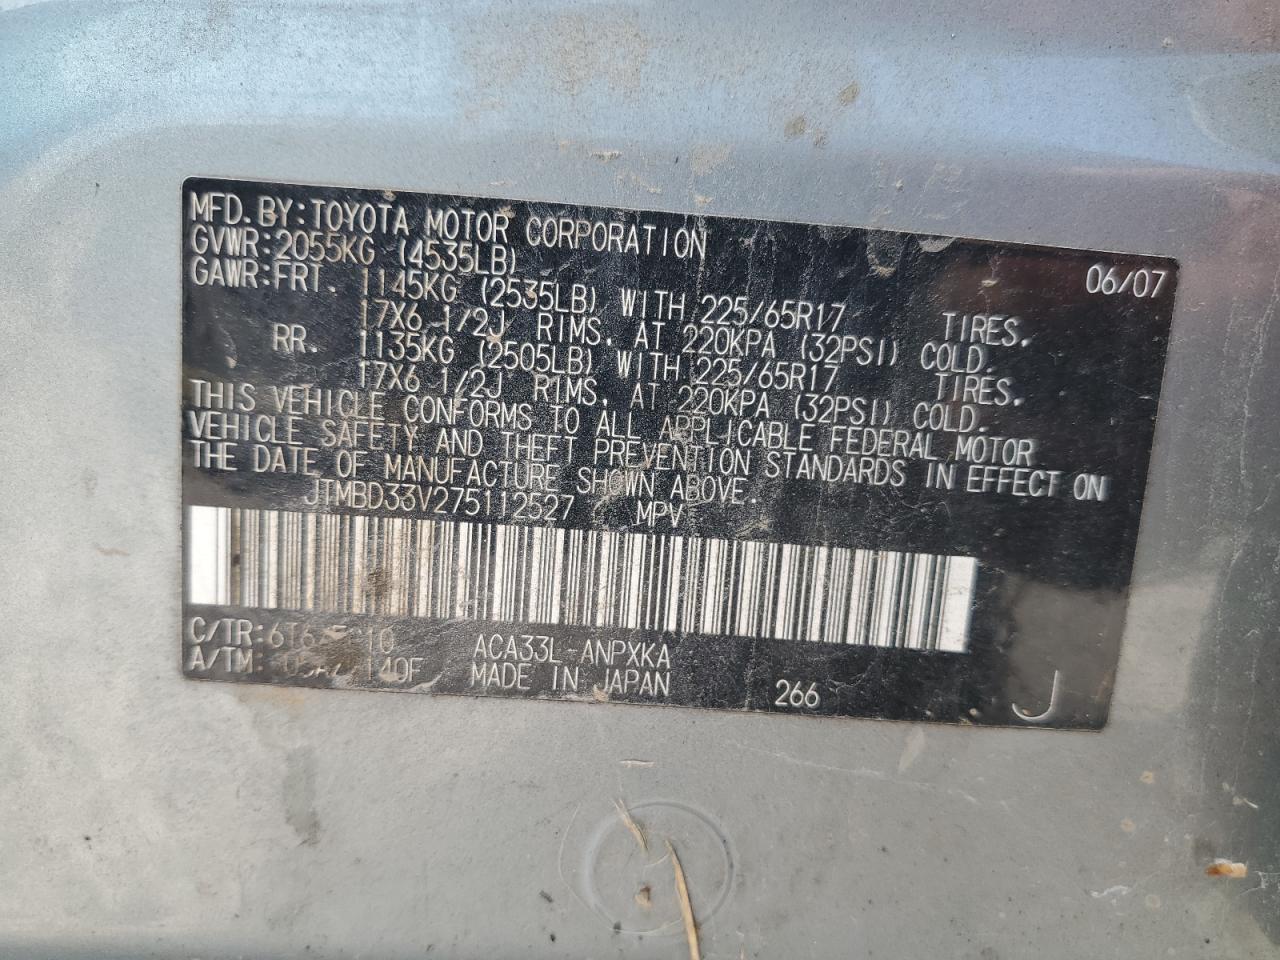 MFD. BY: TOYOTA MOTOR CORPORATION 06/07
GVWR: 2055KG (4535LB)
GAWR: FRT. 1145KG (2535LB) WITH 225/65R17 TIRES.
17X6 1/2J RIMS, AT 220KPA (32PSI) COLD.
RR. 1135KG (2505LB) WITH 225/65R17 TIRES.
17X6 1/2J RIMS, AT 220KPA (32PSI) COLD.
THIS VEHICLE CONFORMS TO ALL APPLICABLE FEDERAL MOTOR
VEHICLE SAFETY AND THEFT PREVENTION STANDARDS IN EFFECT ON
THE DATE OF MANUFACTURE SHOWN ABOVE.
JTMBD33V275112527 MPV
C/TR: ACA33L-ANPXKA
A/TM: MADE IN JAPAN 266 J